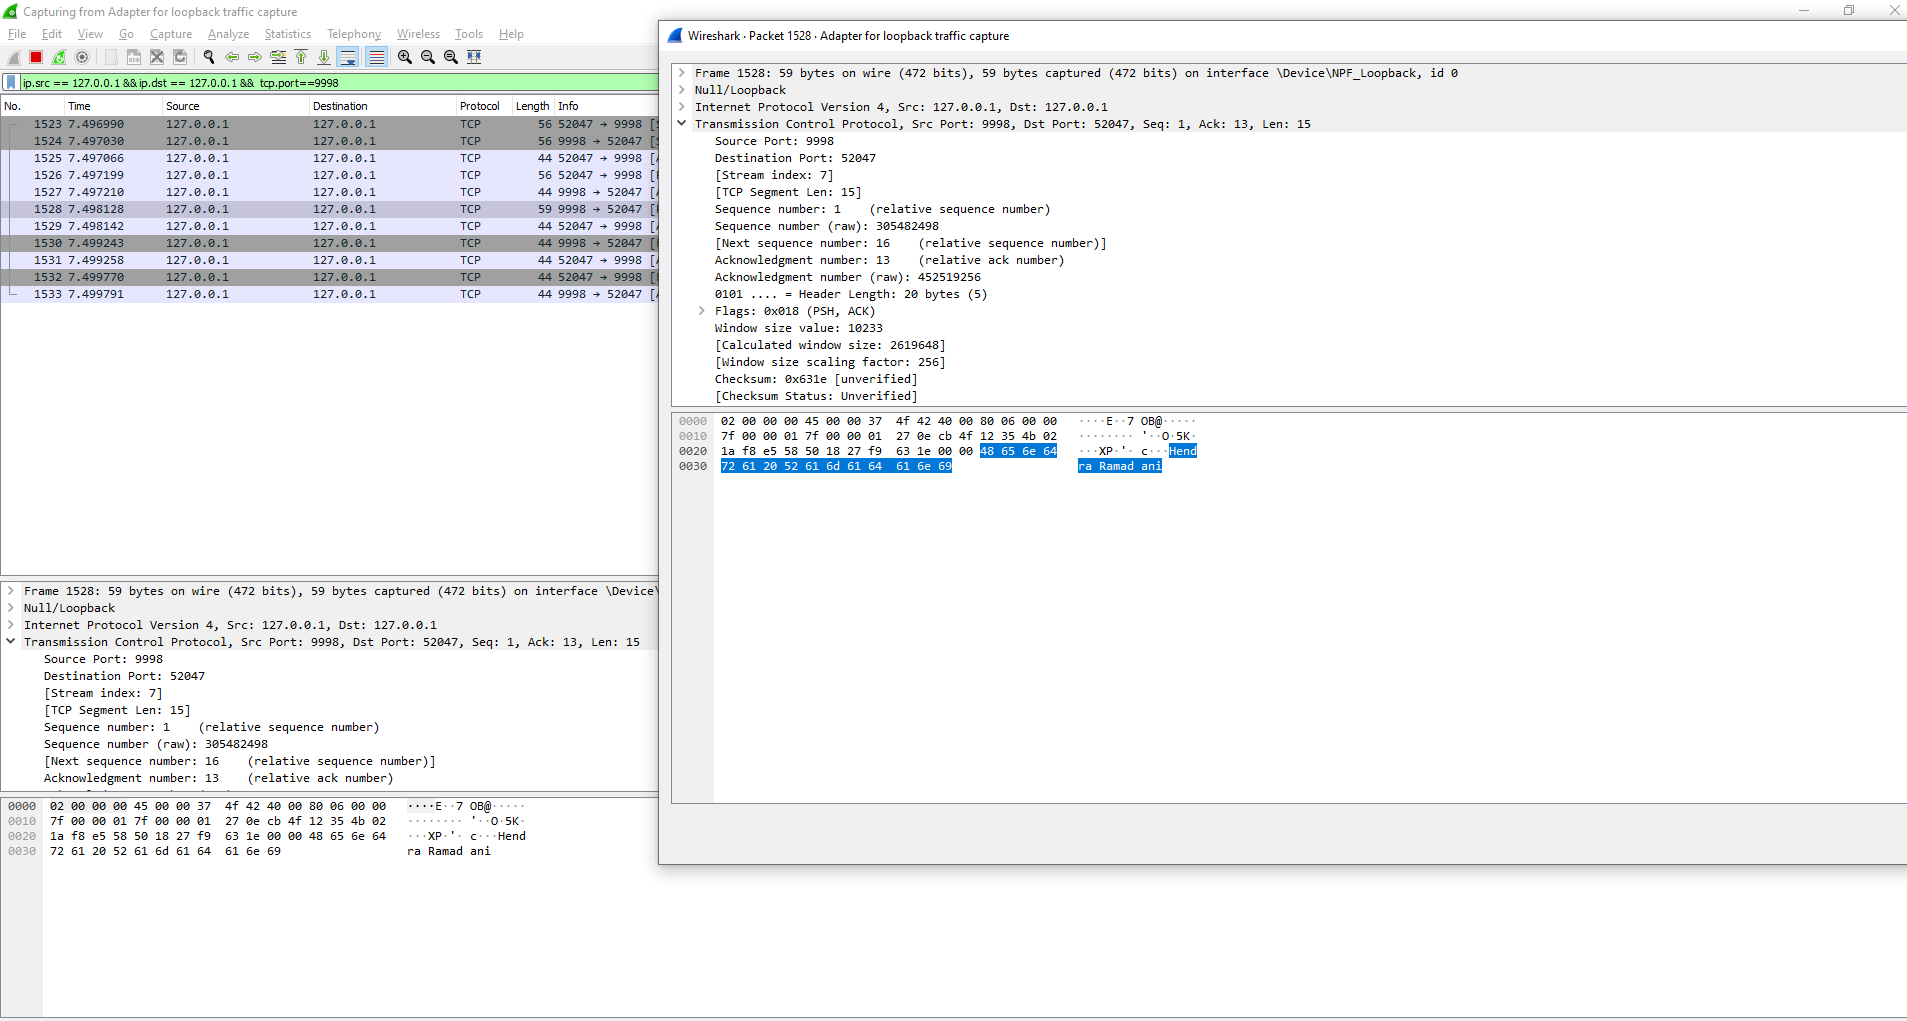 Capturing from Adapter for loopback traffic capture
File Edit View Go Capture Analyze Statistics Telephony Wireless Tools Help
ip.src == 127.0.0.1 &&ip.dst == 127.0.0.1 && tcp.port==9998
No. Time Source Destination Protocol Length Info
1523 7.496990 127.0.0.1 127.0.0.1 TCP 56 52047 → 9998 [
1524 7.497030 127.0.0.1 127.0.0.1 TCP 56 9998 → 52047 [
1525 7.497066 127.0.0.1 127.0.0.1 TCP 44 52047 → 9998 [
1526 7.497199 127.0.0.1 127.0.0.1 TCP 56 52047 → 9998 [
1527 7.497210 127.0.0.1 127.0.0.1 TCP 44 9998 → 52047 [
1528 7.498128 127.0.0.1 127.0.0.1 TCP 59 9998 → 52047 [
1529 7.498142 127.0.0.1 127.0.0.1 TCP 44 52047 → 9998 [
1530 7.499243 127.0.0.1 127.0.0.1 TCP 44 9998 → 52047 [
1531 7.499258 127.0.0.1 127.0.0.1 TCP 44 52047 → 9998 [
1532 7.499770 127.0.0.1 127.0.0.1 TCP 44 52047 → 9998 [
1533 7.499791 127.0.0.1 127.0.0.1 TCP 44 9998 → 52047 [
Frame 1528: 59 bytes on wire (472 bits), 59 bytes captured (472 bits) on interface \Device\
Null/Loopback
Internet Protocol Version 4, Src: 127.0.0.1, Dst: 127.0.0.1
Transmission Control Protocol, Src Port: 9998, Dst Port: 52047, Seq: 1, Ack: 13, Len: 15
Source Port: 9998
Destination Port: 52047
[Stream index: 7]
[TCP Segment Len: 15]
Sequence number: 1 (relative sequence number)
Sequence number (raw): 305482498
[Next sequence number: 16 (relative sequence number)]
Acknowledgment number: 13 (relative ack number)
0000 02 00 00 00 45 00 00 37 4f 42 40 00 80 06 00 00 ····E··7 OB@·····
0010 7f 00 00 01 7f 00 00 01 27 0e cb 4f 12 35 4b 02 ········ '··O·5K·
0020 1a f8 e5 58 50 18 27 f9 63 1e 00 00 48 65 6e 64 ···XP·'· c···Hend
0030 72 61 20 52 61 6d 61 64 61 6e 69 ra Ramad ani
Wireshark · Packet 1528 · Adapter for loopback traffic capture
Frame 1528: 59 bytes on wire (472 bits), 59 bytes captured (472 bits) on interface \Device\NPF_Loopback, id 0
Null/Loopback
Internet Protocol Version 4, Src: 127.0.0.1, Dst: 127.0.0.1
Transmission Control Protocol, Src Port: 9998, Dst Port: 52047, Seq: 1, Ack: 13, Len: 15
Source Port: 9998
Destination Port: 52047
[Stream index: 7]
[TCP Segment Len: 15]
Sequence number: 1 (relative sequence number)
Sequence number (raw): 305482498
[Next sequence number: 16 (relative sequence number)]
Acknowledgment number: 13 (relative ack number)
Acknowledgment number (raw): 452519256
0101 .... = Header Length: 20 bytes (5)
Flags: 0x018 (PSH, ACK)
Window size value: 10233
[Calculated window size: 2619648]
[Window size scaling factor: 256]
Checksum: 0x631e [unverified]
[Checksum Status: Unverified]
0000 02 00 00 00 45 00 00 37 4f 42 40 00 80 06 00 00 ····E··7 OB@·····
0010 7f 00 00 01 7f 00 00 01 27 0e cb 4f 12 35 4b 02 ········ '··O·5K·
0020 1a f8 e5 58 50 18 27 f9 63 1e 00 00 48 65 6e 64 ···XP·'· c···Hend
0030 72 61 20 52 61 6d 61 64 61 6e 69 ra Ramad ani